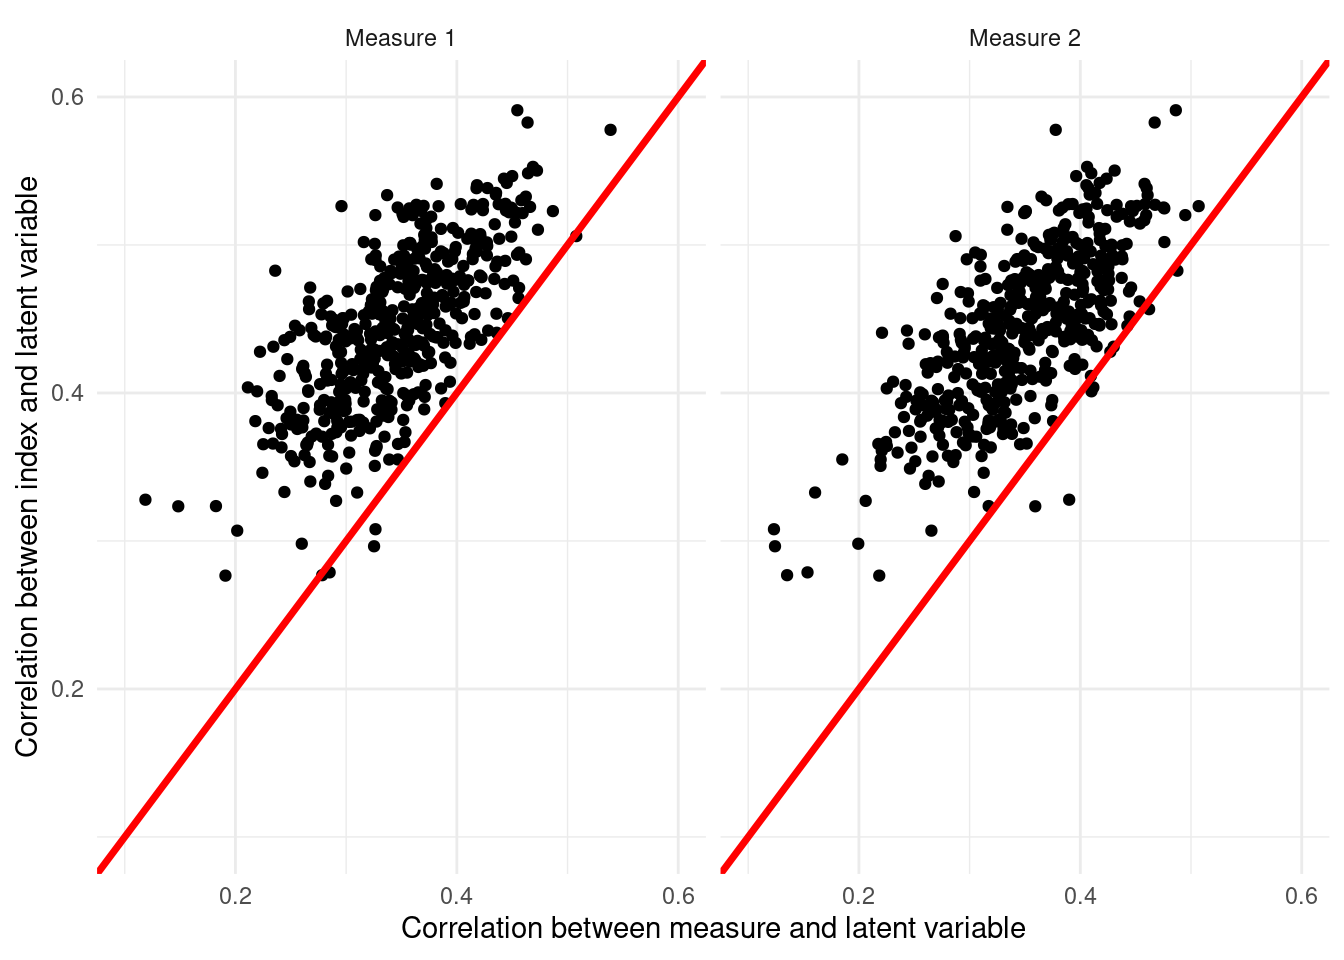 Measure 1
Measure 2
Correlation between index and latent variable
0.6
0.4
0.2
0.2
0.4
0.6
0.2
0.4
0.6
Correlation between measure and latent variable